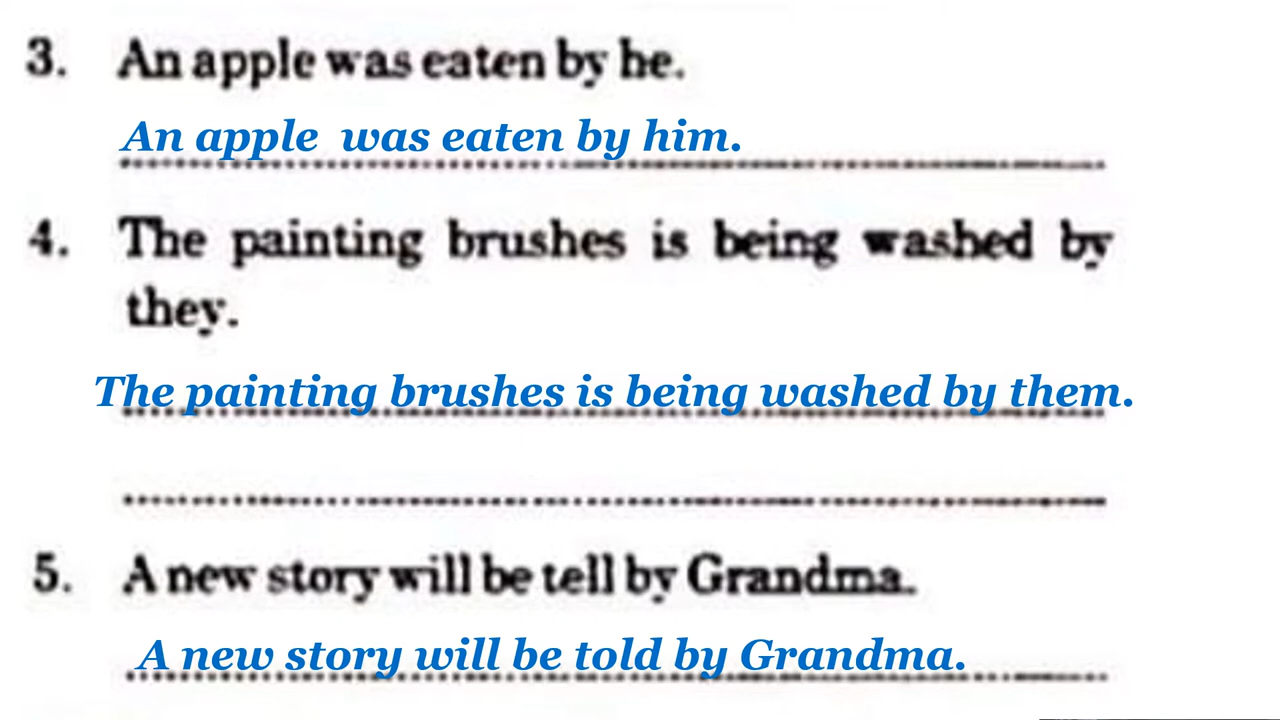 3. An apple was eaten by he.
An apple was eaten by him.
4. The painting brushes is being washed by
they.
The painting brushes is being washed by them.
5. A new story will be tell by Grandma.
A new story will be told by Grandma.